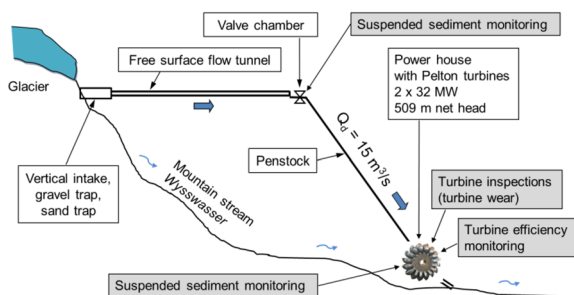 Valve chamber
Suspended sediment monitoring
Free surface flow tunnel
Glacier
Power house
with Pelton turbines
2 x 32 MW
509 m net head
Q_d = 15 m³/s
Vertical intake,
gravel trap,
sand trap
Mountain stream
Wysswasser
Penstock
Turbine inspections
(turbine wear)
Turbine efficiency
monitoring
Suspended sediment monitoring